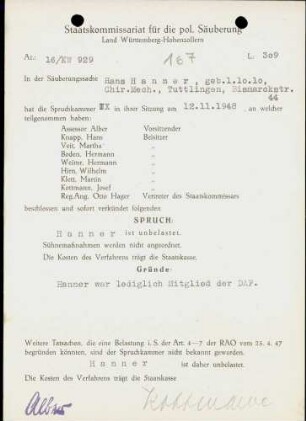 Staatskommissariat für die pol. Säuberung
Land Württemberg-Hohenzollern
Nr. 16/KW 929 167 L 309
In der Säuberungssache Hans Hanner, geb.1.10.10,
Chir.Mech., Tuttlingen, Bismarckstr.
44
hat die Spruchkammer IX in ihrer Sitzung am 12.11.1948, an welcher
teilgenommen haben:
Assessor Alber Vorsitzender
Knapp, Hans Beisitzer
Veit, Martha "
Boden, Hermann "
Weiner, Hermann "
Hirn, Wilhelm "
Klett, Martin "
Kottmann, Josef "
Reg.Ang. Otto Hager Vertreter des Staatskommissars
beschlossen und sofort verkündet folgenden
SPRUCH:
Hanner ist unbelastet.
Sühnemaßnahmen werden nicht angeordnet.
Die Kosten des Verfahrens trägt die Staatskasse.
Gründe:
Hanner war lediglich Mitglied der DAF.
Weitere Tatsachen, die eine Belastung i. S. der Art. 4—7 der RAO vom 25. 4. 47
begründen könnten, sind der Spruchkammer nicht bekannt geworden.
Hanner ist daher unbelastet.
Die Kosten des Verfahrens trägt die Staatskasse.
Alber Kottmann